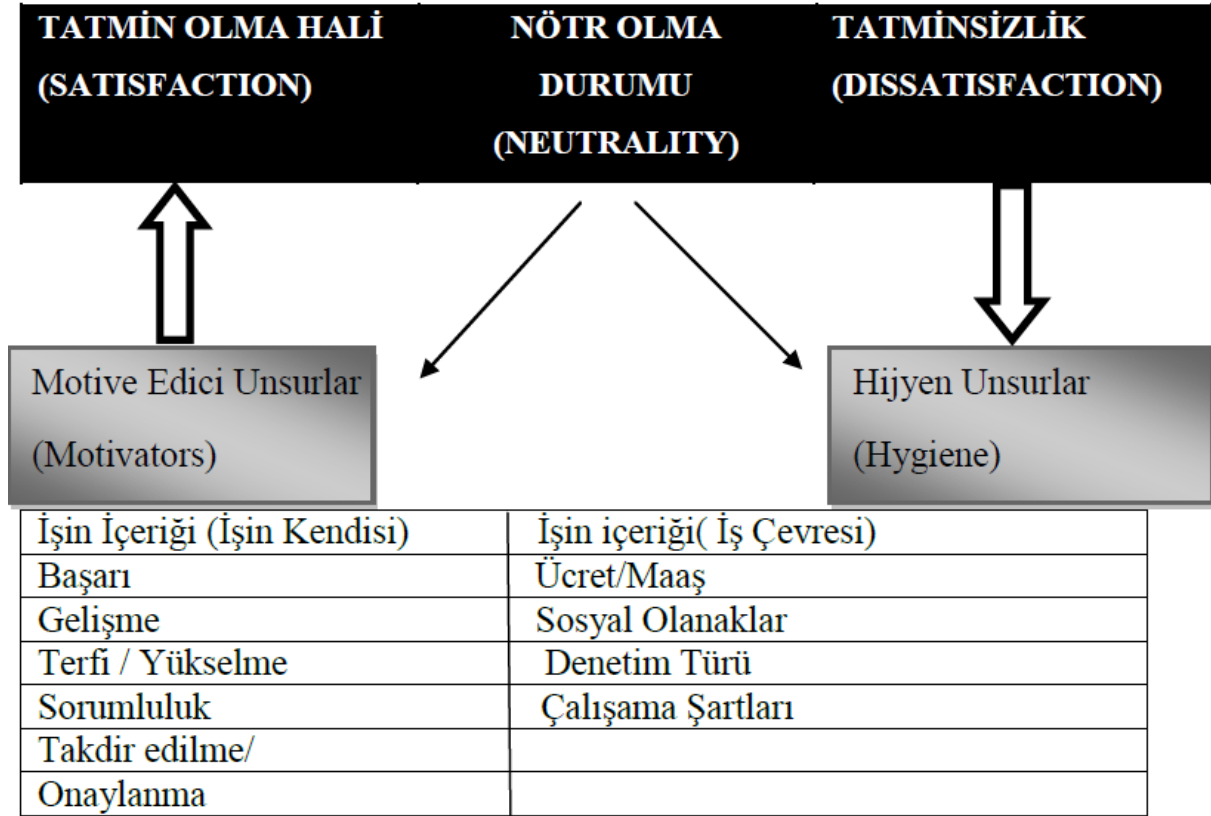 TATMİN OLMA HALİ
(SATISFACTION)
NÖTR OLMA
DURUMU
(NEUTRALITY)
TATMİNSİZLİK
(DISSATISFACTION)
Motive Edici Unsurlar
(Motivators)
Hijyen Unsurlar
(Hygiene)
İşin İçeriği (İşin Kendisi)
İşin içeriği( İş Çevresi)
Başarı
Ücret/Maaş
Gelişme
Sosyal Olanaklar
Terfi / Yükselme
Denetim Türü
Sorumluluk
Çalışama Şartları
Takdir edilme/
Onaylanma